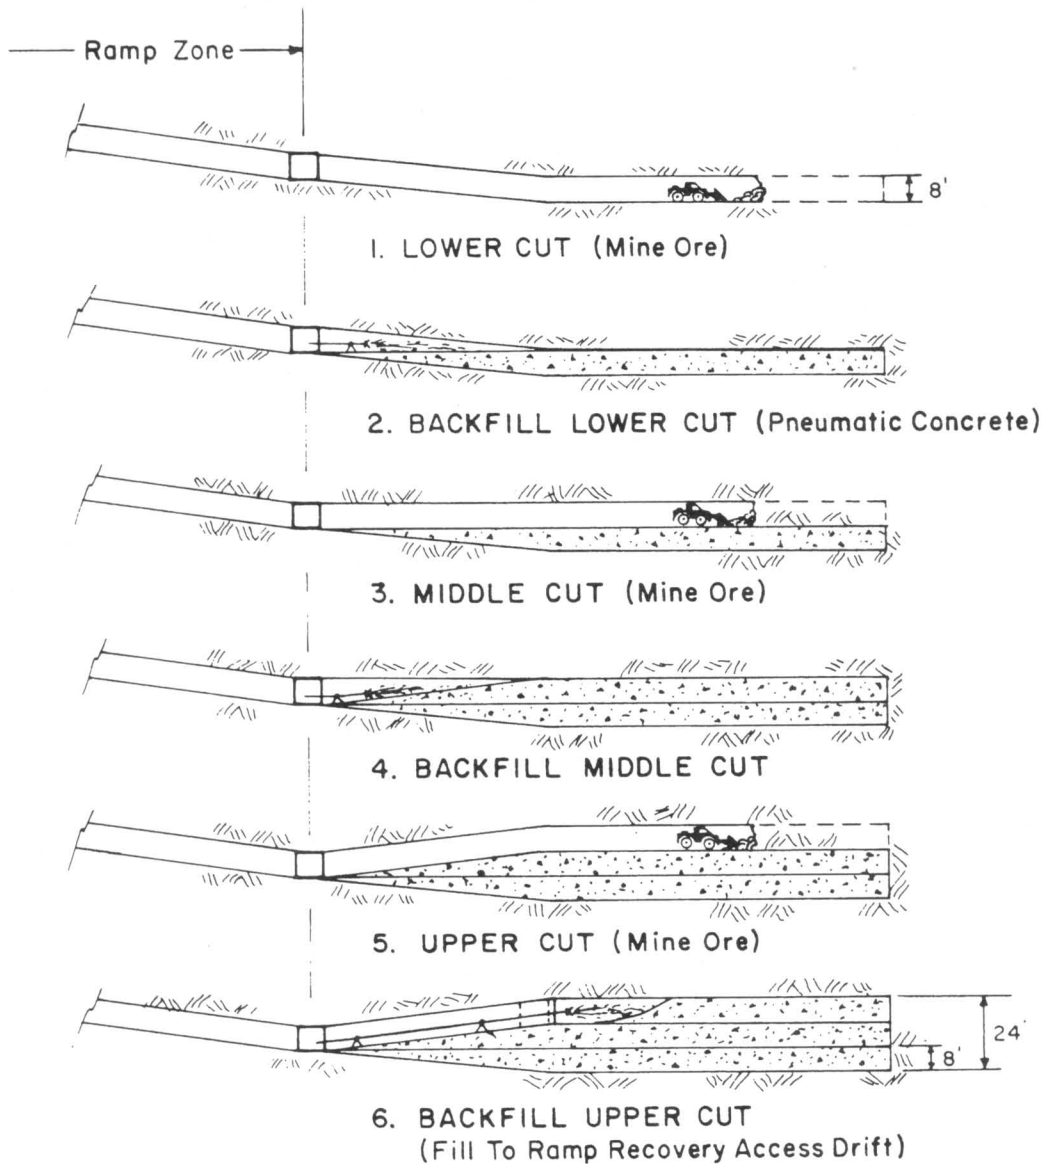 Ramp Zone
8'
1. LOWER CUT (Mine Ore)
2. BACKFILL LOWER CUT (Pneumatic Concrete)
3. MIDDLE CUT (Mine Ore)
4. BACKFILL MIDDLE CUT
5. UPPER CUT (Mine Ore)
24'
8'
6. BACKFILL UPPER CUT
(Fill To Ramp Recovery Access Drift)